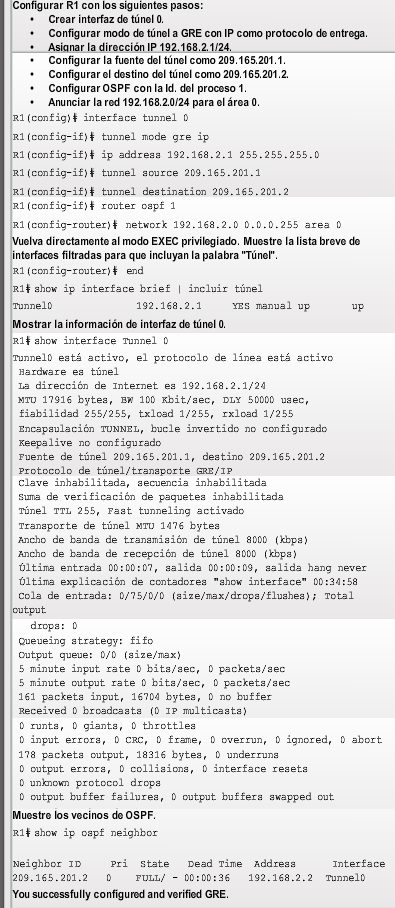 Configurar R1 con los siguientes pasos:
• Crear interfaz de túnel 0.
• Configurar modo de túnel a GRE con IP como protocolo de entrega.
• Asignar la dirección IP 192.168.2.1/24.
• Configurar la fuente del túnel como 209.165.201.1.
• Configurar el destino del túnel como 209.165.201.2.
• Configurar OSPF con la Id. del proceso 1.
• Anunciar la red 192.168.2.0/24 para el área 0.
R1(config)# interface tunnel 0
R1(config-if)# tunnel mode gre ip
R1(config-if)# ip address 192.168.2.1 255.255.255.0
R1(config-if)# tunnel source 209.165.201.1
R1(config-if)# tunnel destination 209.165.201.2
R1(config-if)# router ospf 1
R1(config-router)# network 192.168.2.0 0.0.0.255 area 0
Vuelva directamente al modo EXEC privilegiado. Muestre la lista breve de
interfaces filtradas para que incluyan la palabra "Túnel".
R1(config-router)# end
R1# show ip interface brief | incluir túnel
Tunnel0 192.168.2.1 YES manual up up
Mostrar la información de interfaz de túnel 0.
R1# show interface Tunnel 0
Tunnel0 está activo, el protocolo de línea está activo
Hardware es túnel
La dirección de Internet es 192.168.2.1/24
MTU 17916 bytes, BW 100 Kbit/sec, DLY 50000 usec,
fiabilidad 255/255, txload 1/255, rxload 1/255
Encapsulación TUNNEL, bucle invertido no configurado
Keepalive no configurado
Fuente de túnel 209.165.201.1, destino 209.165.201.2
Protocolo de túnel/transporte GRE/IP
Clave inhabilitada, secuencia inhabilitada
Suma de verificación de paquetes inhabilitada
Túnel TTL 255, Fast tunneling activado
Transporte de túnel MTU 1476 bytes
Ancho de banda de transmisión de túnel 8000 (kbps)
Ancho de banda de recepción de túnel 8000 (kbps)
Última entrada 00:00:07, salida 00:00:09, salida hang never
Última explicación de contadores "show interface" 00:34:58
Cola de entrada: 0/75/0/0 (size/max/drops/flushes); Total
output
drops: 0
Queueing strategy: fifo
Output queue: 0/0 (size/max)
5 minute input rate 0 bits/sec, 0 packets/sec
5 minute output rate 0 bits/sec, 0 packets/sec
161 packets input, 16704 bytes, 0 no buffer
Received 0 broadcasts (0 IP multicasts)
0 runts, 0 giants, 0 throttles
0 input errors, 0 CRC, 0 frame, 0 overrun, 0 ignored, 0 abort
178 packets output, 18316 bytes, 0 underruns
0 output errors, 0 collisions, 0 interface resets
0 unknown protocol drops
0 output buffer failures, 0 output buffers swapped out
Muestre los vecinos de OSPF.
R1# show ip ospf neighbor
Neighbor ID Pri State Dead Time Address Interface
209.165.201.2 0 FULL/ - 00:00:36 192.168.2.2 Tunnel0
You successfully configured and verified GRE.